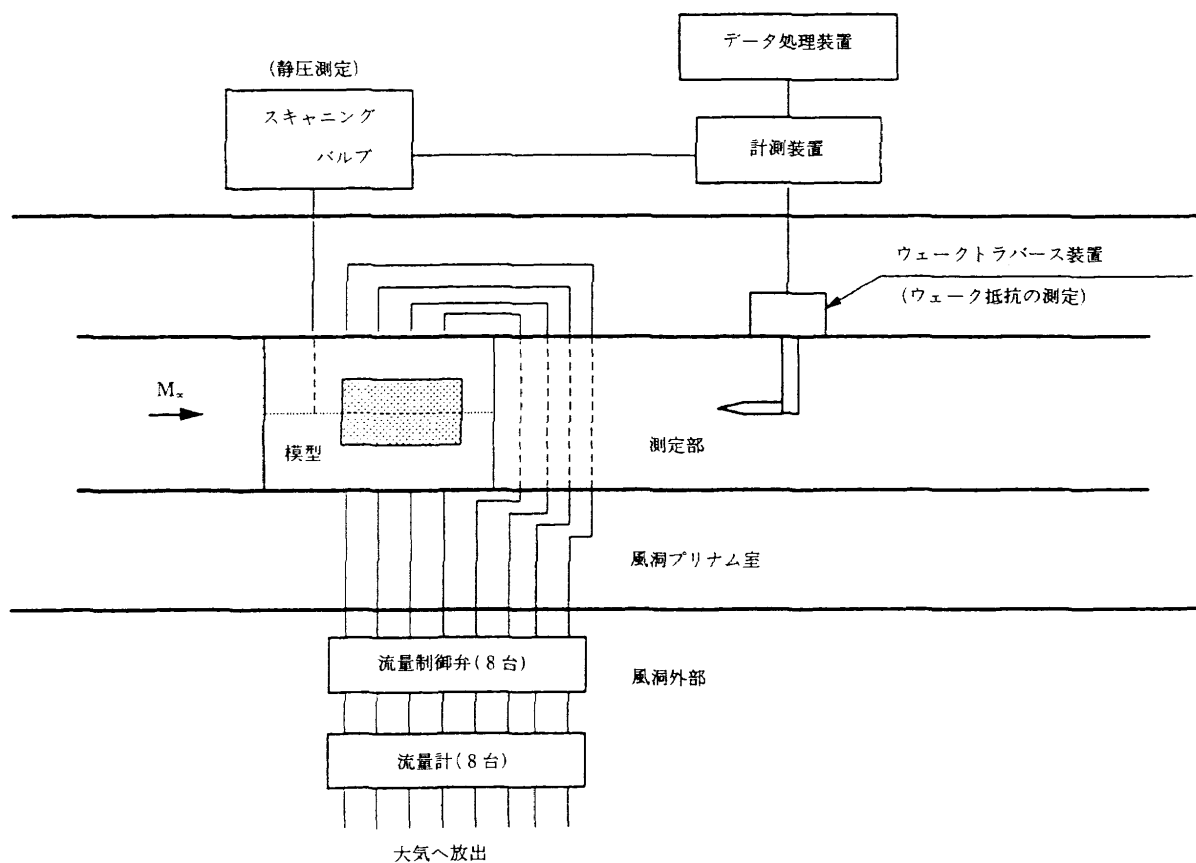 データ処理装置
(静圧測定)
スキャニング
バルブ
計測装置
ウェークトラバース装置
(ウェーク抵抗の測定)
M∞
模型
測定部
風洞プリナム室
流量制御弁(8台)
風洞外部
流量計(8台)
大気へ放出